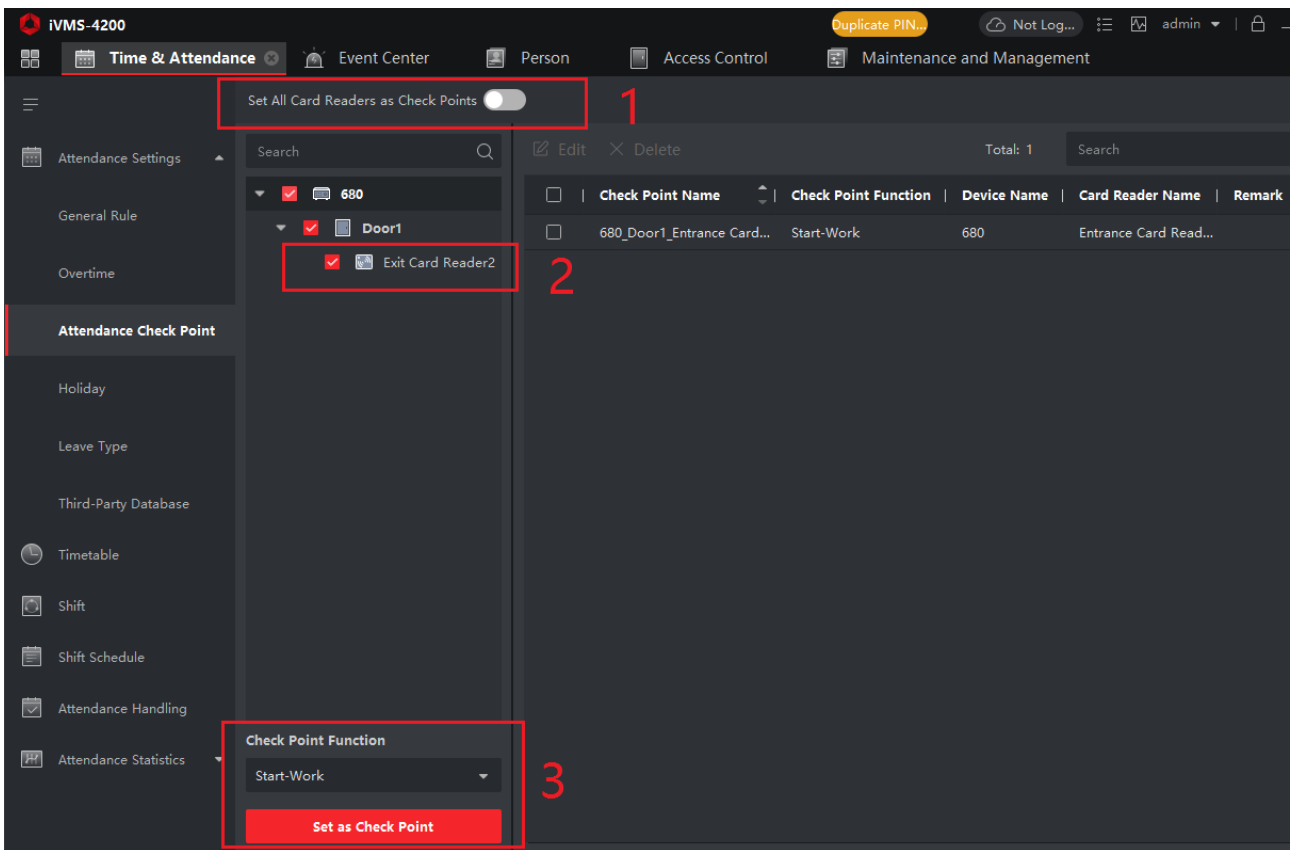 iVMS-4200
Duplicate PIN...
Not Log...
admin
Time & Attendance
Event Center
Person
Access Control
Maintenance and Management
Set All Card Readers as Check Points
1
Attendance Settings
General Rule
Overtime
Attendance Check Point
Holiday
Leave Type
Third-Party Database
Timetable
Shift
Shift Schedule
Attendance Handling
Attendance Statistics
Search
680
Door1
Exit Card Reader2
2
Check Point Function
Start-Work
Set as Check Point
3
Edit
Delete
Total: 1
Search
Check Point Name | Check Point Function | Device Name | Card Reader Name | Remark
680_Door1_Entrance Card... Start-Work 680 Entrance Card Read...